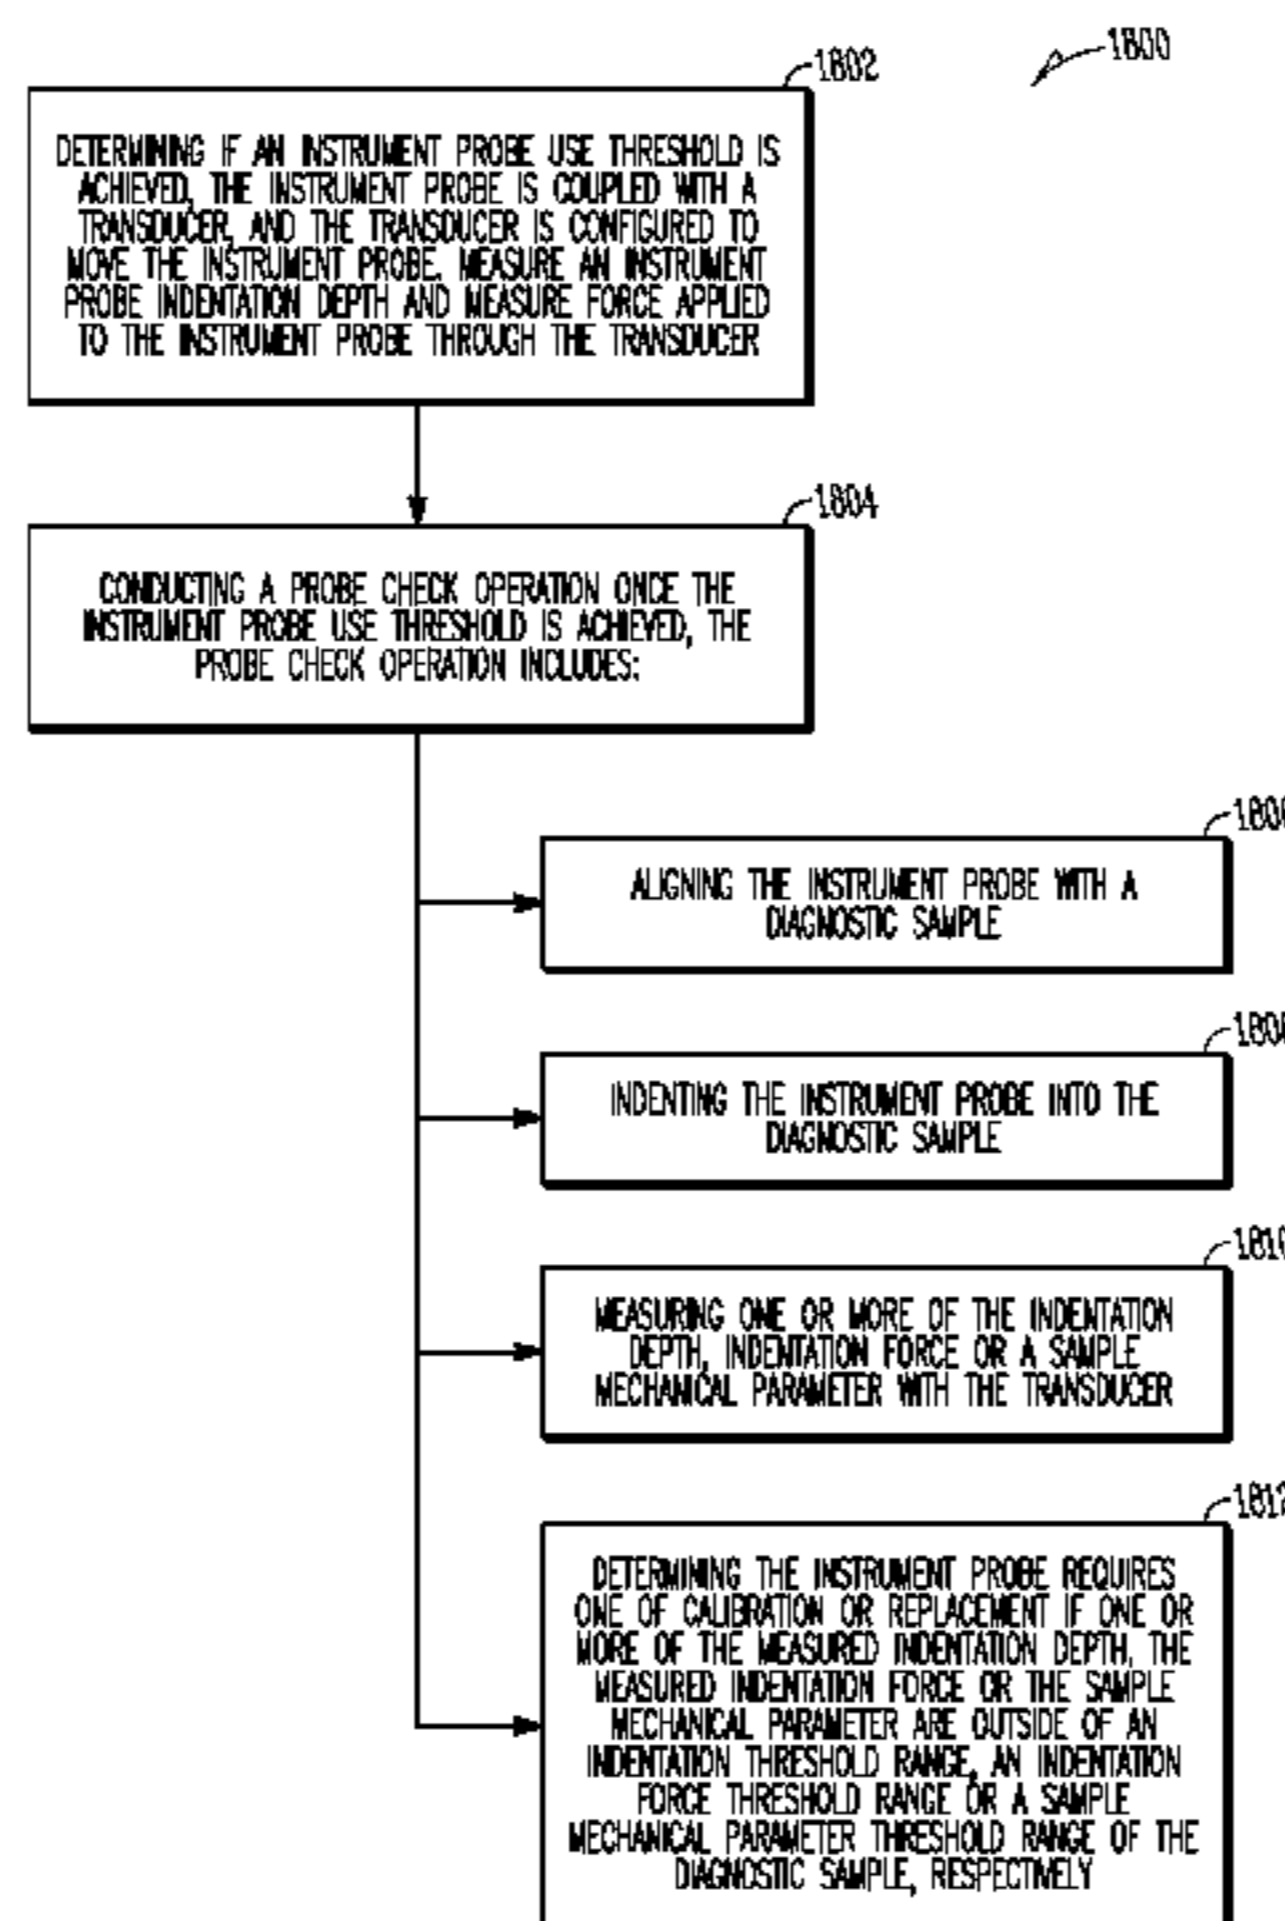 1800
1802
DETERMINING IF AN INSTRUMENT PROBE USE THRESHOLD IS
ACHIEVED, THE INSTRUMENT PROBE IS COUPLED WITH A
TRANSDUCER, AND THE TRANSDUCER IS CONFIGURED TO
MOVE THE INSTRUMENT PROBE, MEASURE AN INSTRUMENT
PROBE INDENTATION DEPTH AND MEASURE FORCE APPLIED
TO THE INSTRUMENT PROBE THROUGH THE TRANSDUCER
1804
CONDUCTING A PROBE CHECK OPERATION ONCE THE
INSTRUMENT PROBE USE THRESHOLD IS ACHIEVED, THE
PROBE CHECK OPERATION INCLUDES:
ALIGNING THE INSTRUMENT PROBE WITH A
DIAGNOSTIC SAMPLE
INDENTING THE INSTRUMENT PROBE INTO THE
DIAGNOSTIC SAMPLE
MEASURING ONE OR MORE OF THE INDENTATION
DEPTH, INDENTATION FORCE OR A SAMPLE
MECHANICAL PARAMETER WITH THE TRANSDUCER
DETERMINING THE INSTRUMENT PROBE REQUIRES
ONE OF CALIBRATION OR REPLACEMENT IF ONE OR
MORE OF THE MEASURED INDENTATION DEPTH, THE
MEASURED INDENTATION FORCE OR THE SAMPLE
MECHANICAL PARAMETER ARE OUTSIDE OF AN
INDENTATION THRESHOLD RANGE, AN INDENTATION
FORCE THRESHOLD RANGE OR A SAMPLE
MECHANICAL PARAMETER THRESHOLD RANGE OF THE
DIAGNOSTIC SAMPLE, RESPECTIVELY